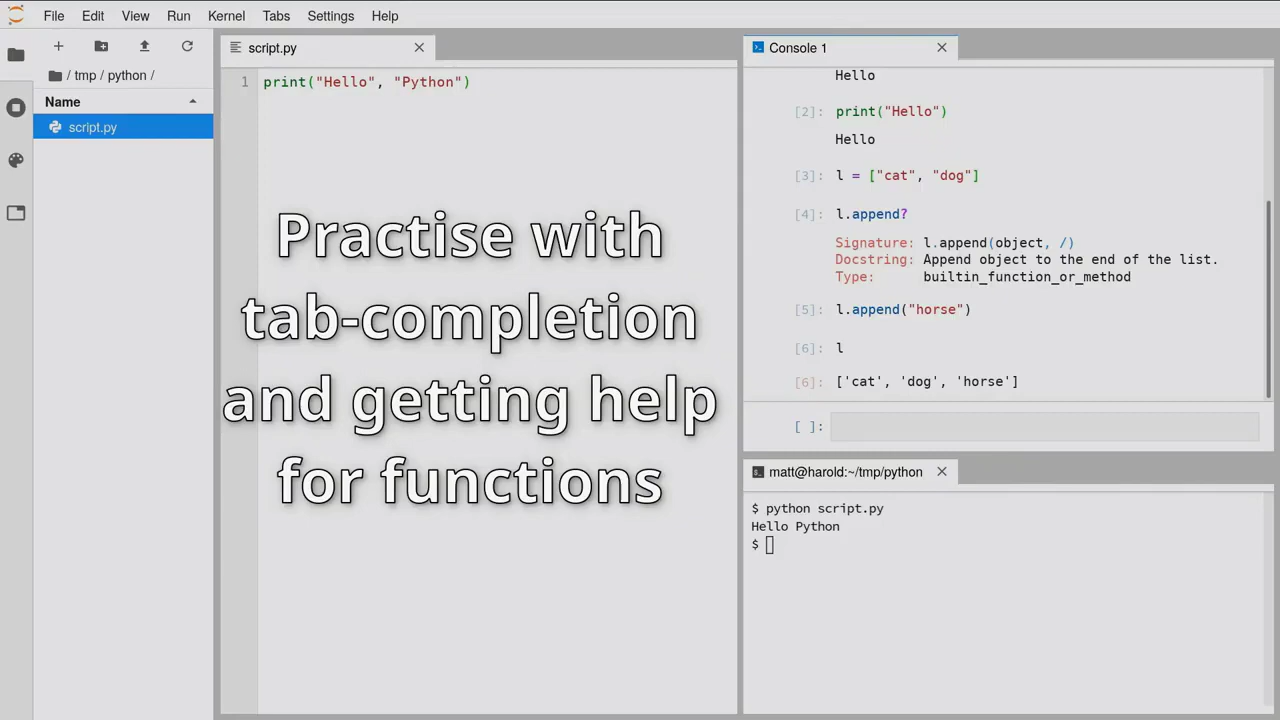 File Edit View Run Kernel Tabs Settings Help
/ tmp / python /
Name
script.py
script.py
1 print("Hello", "Python")
Practise with
tab-completion
and getting help
for functions
Console 1
Hello
[2]: print("Hello")
Hello
[3]: l = ["cat", "dog"]
[4]: l.append?
Signature: l.append(object, /)
Docstring: Append object to the end of the list.
Type: builtin_function_or_method
[5]: l.append("horse")
[6]: l
[6]: ['cat', 'dog', 'horse']
[ ]:
matt@harold:~/tmp/python
$ python script.py
Hello Python
$